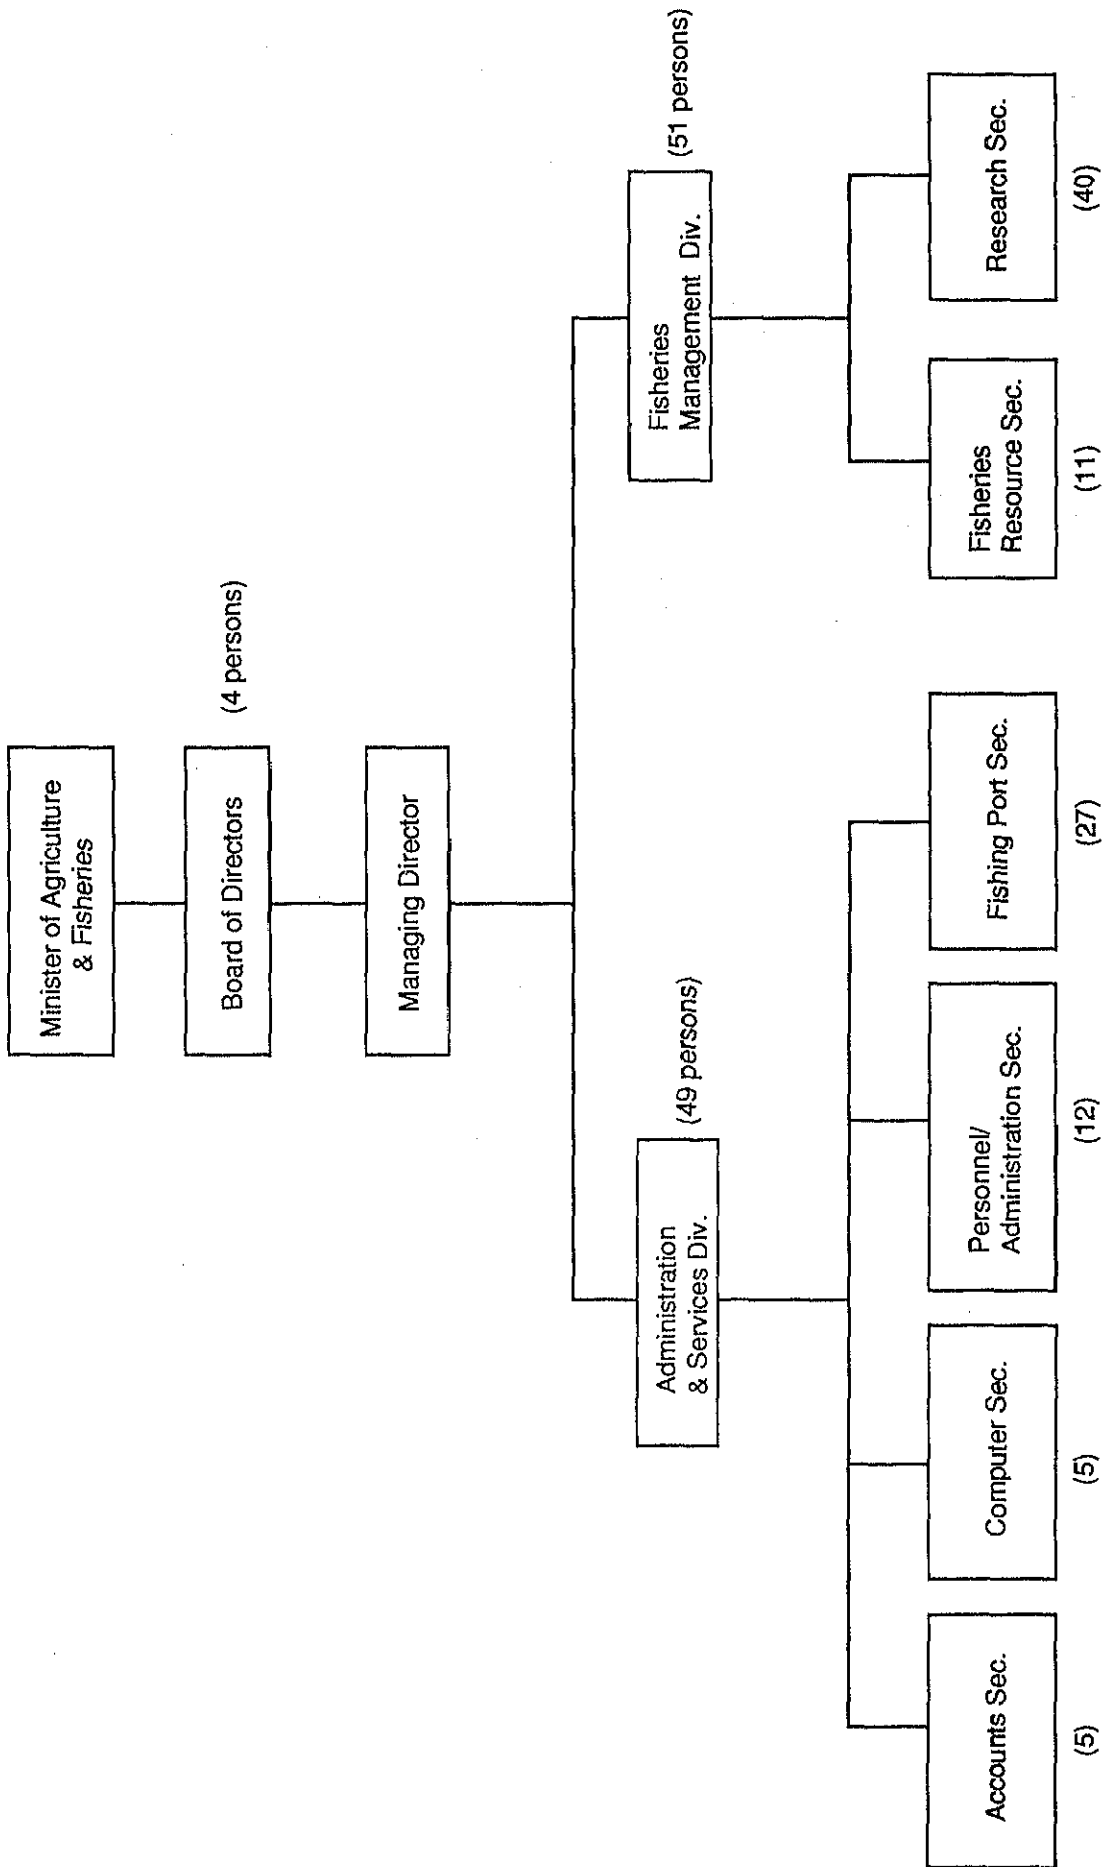 Minister of Agriculture
& Fisheries
Board of Directors
(4 persons)
Managing Director
Administration
& Services Div.
(49 persons)
Fisheries
Management Div.
(51 persons)
Accounts Sec.
(5)
Computer Sec.
(5)
Personnel/
Administration Sec.
(12)
Fishing Port Sec.
(27)
Fisheries
Resource Sec.
(11)
Research Sec.
(40)